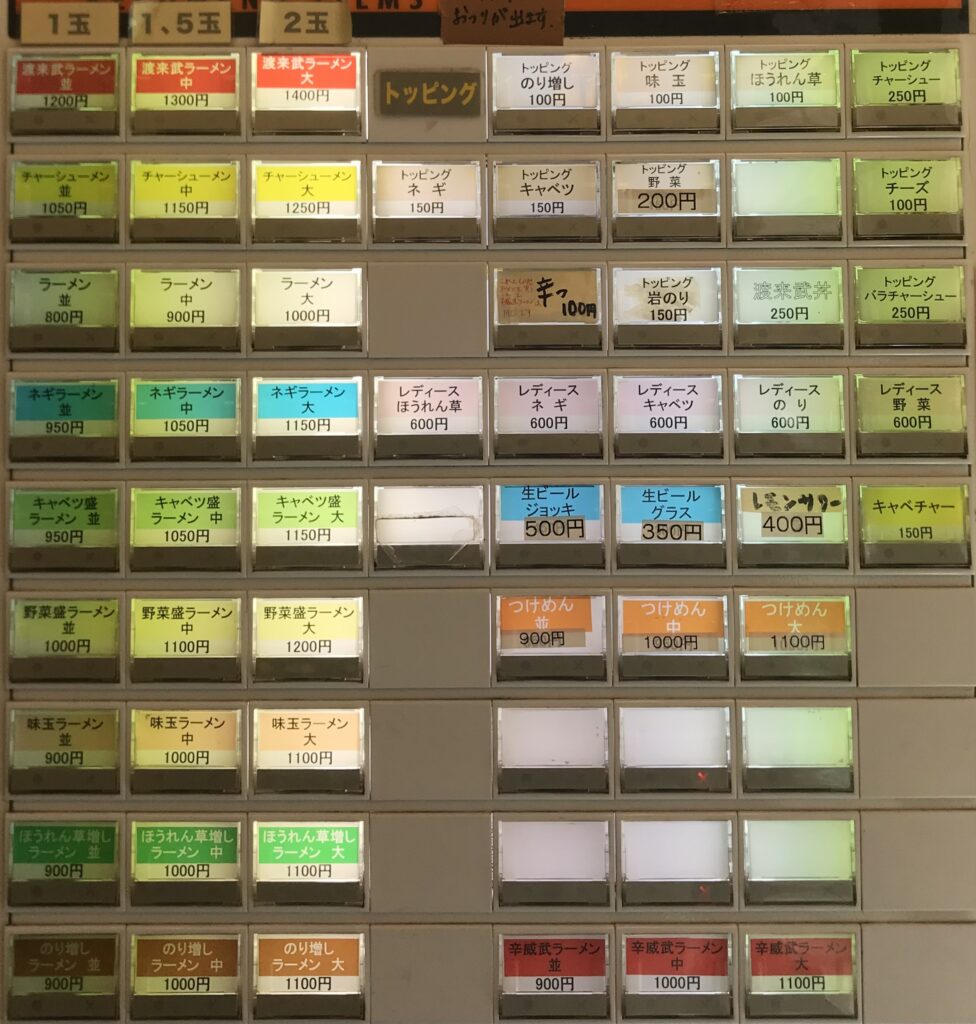 1玉
1、5玉
2玉
おつりが出ます.
渡来武ラーメン
並
1200円
渡来武ラーメン
中
1300円
渡来武ラーメン
大
1400円
トッピング
トッピング
のり増し
100円
トッピング
味 玉
100円
トッピング
ほうれん草
100円
トッピング
チャーシュー
250円
チャーシューメン
並
1050円
チャーシューメン
中
1150円
チャーシューメン
大
1250円
トッピング
ネ ギ
150円
トッピング
キャベツ
150円
トッピング
野 菜
200円
トッピング
チーズ
100円
ラーメン
並
800円
ラーメン
中
900円
ラーメン
大
1000円
辛っ
100円
トッピング
岩のり
150円
渡来武丼
250円
トッピング
バラチャーシュー
250円
ネギラーメン
並
950円
ネギラーメン
中
1050円
ネギラーメン
大
1150円
レディース
ほうれん草
600円
レディース
ネ ギ
600円
レディース
キャベツ
600円
レディース
の り
600円
レディース
野 菜
600円
キャベツ盛
ラーメン 並
950円
キャベツ盛
ラーメン 中
1050円
キャベツ盛
ラーメン 大
1150円
生ビール
ジョッキ
500円
生ビール
グラス
350円
レモンサワー
400円
キャベチャー
150円
野菜盛ラーメン
並
1000円
野菜盛ラーメン
中
1100円
野菜盛ラーメン
大
1200円
つけめん
並
900円
つけめん
中
1000円
つけめん
大
1100円
味玉ラーメン
並
900円
味玉ラーメン
中
1000円
味玉ラーメン
大
1100円
ほうれん草増し
ラーメン 並
900円
ほうれん草増し
ラーメン 中
1000円
ほうれん草増し
ラーメン 大
1100円
のり増し
ラーメン 並
900円
のり増し
ラーメン 中
1000円
のり増し
ラーメン 大
1100円
辛威武ラーメン
並
900円
辛威武ラーメン
中
1000円
辛威武ラーメン
大
1100円